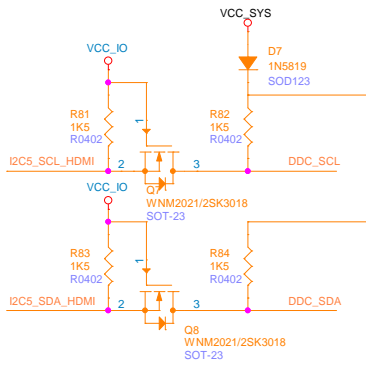 VCC_SYS
VCC_IO
D7
1N5819
SOD123
R81
1K5
R0402
1
R82
1K5
R0402
I2C5_SCL_HDMI
2
3
DDC_SCL
Q7
WNM2021/2SK3018
SOT-23
VCC_IO
R83
1K5
R0402
1
R84
1K5
R0402
I2C5_SDA_HDMI
2
3
DDC_SDA
Q8
WNM2021/2SK3018
SOT-23